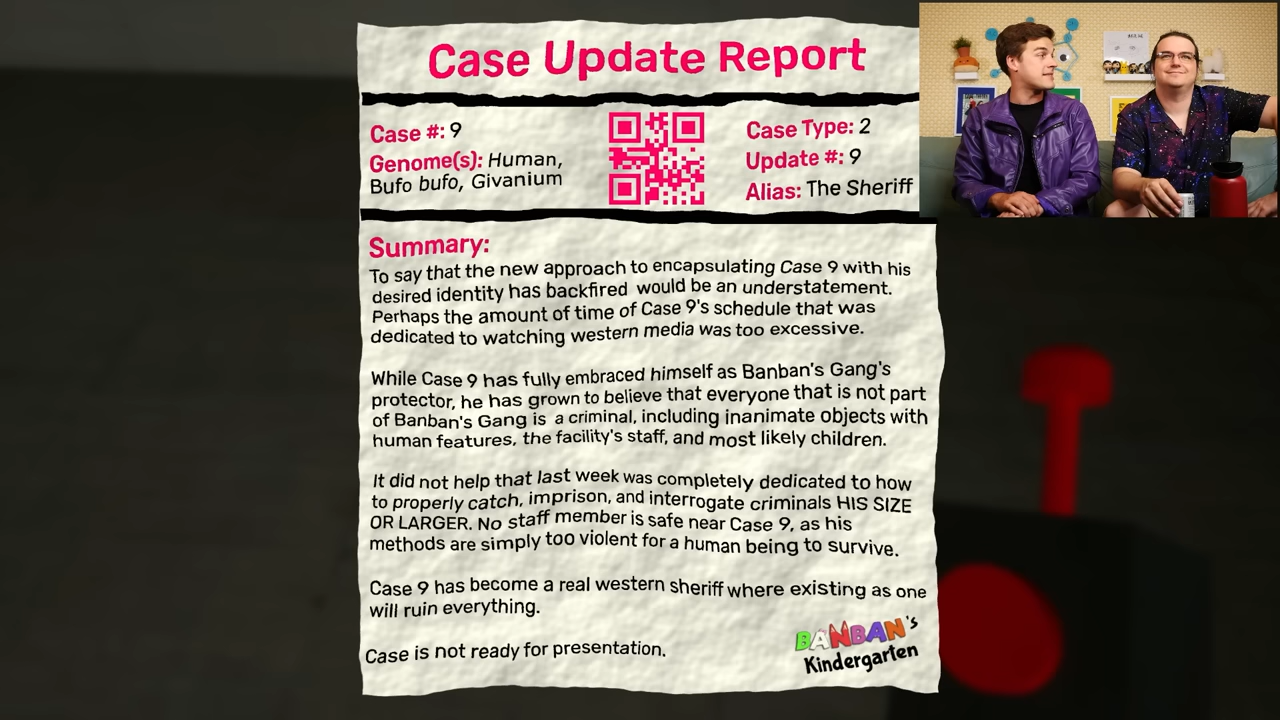 Case Update Report
Case #: 9
Genome(s): Human,
Bufo bufo, Givanium
Case Type: 2
Update #: 9
Alias: The Sheriff
Summary:
To say that the new approach to encapsulating Case 9 with his
desired identity has backfired would be an understatement.
Perhaps the amount of time of Case 9's schedule that was
dedicated to watching western media was too excessive.
While Case 9 has fully embraced himself as Banban's Gang's
protector, he has grown to believe that everyone that is not part
of Banban's Gang is a criminal, including inanimate objects with
human features, the facility's staff, and most likely children.
It did not help that last week was completely dedicated to how
to properly catch, imprison, and interrogate criminals HIS SIZE
OR LARGER. No staff member is safe near Case 9, as his
methods are simply too violent for a human being to survive.
Case 9 has become a real western sheriff where existing as one
will ruin everything.
Case is not ready for presentation.
BANBAN's
Kindergarten